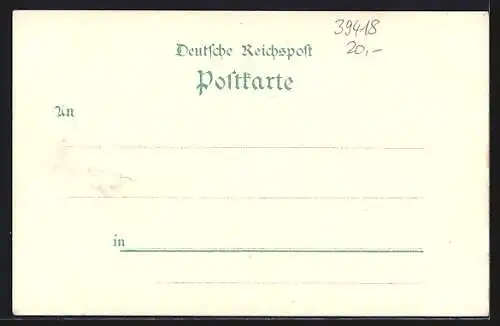 39418
20,-
Deutsche Reichspost
Postkarte
An
in